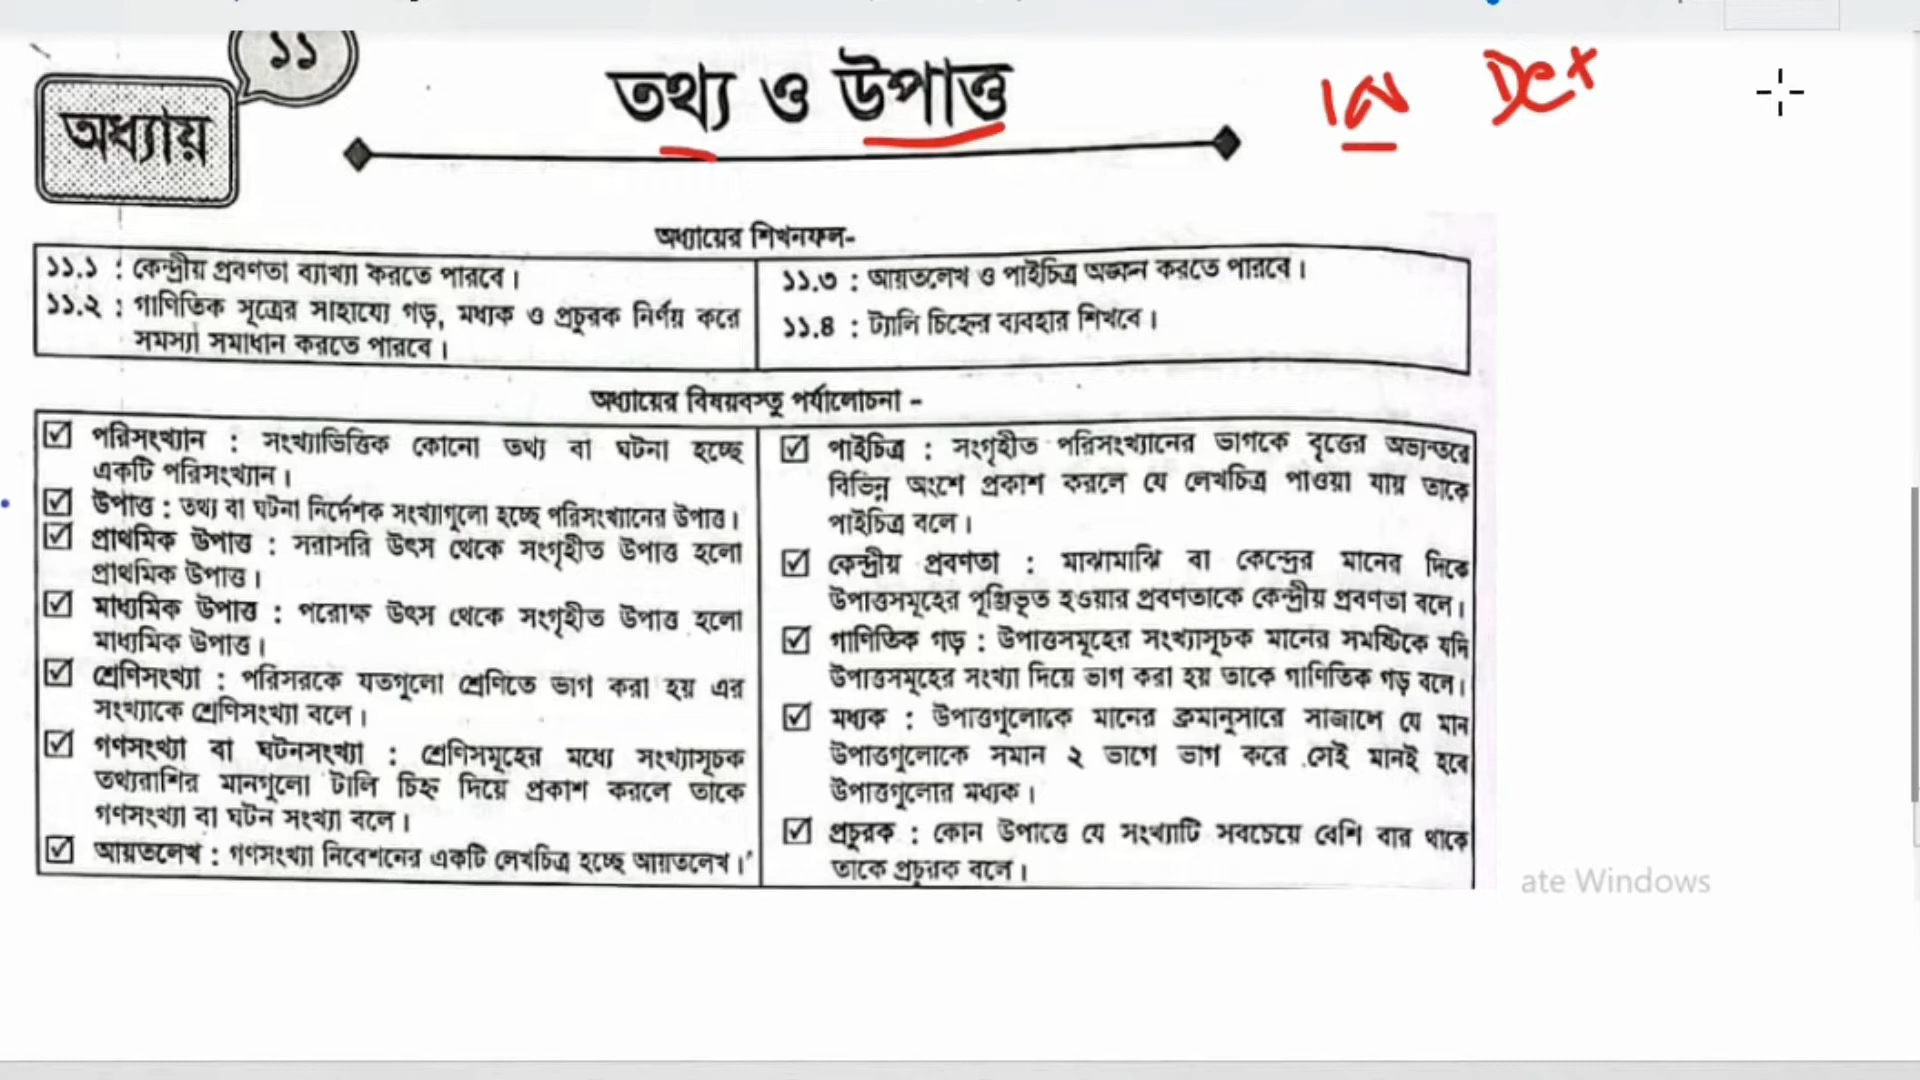 ১১
অধ্যায়
তথ্য ও উপাত্ত
অধ্যায়ের শিখনফল-
১১.১ : কেন্দ্রীয় প্রবণতা ব্যাখ্যা করতে পারবে।
১১.২ : গাণিতিক সূত্রের সাহায্যে গড়, মধ্যক ও প্রচুরক নির্ণয় করে
সমস্যা সমাধান করতে পারবে।
১১.৩ : আয়তলেখ ও পাইচিত্র অঙ্কন করতে পারবে।
১১.৪ : ট্যালি চিহ্নের ব্যবহার শিখবে।
অধ্যায়ের বিষয়বস্তু পর্যালোচনা -
পরিসংখ্যান : সংখ্যাভিত্তিক কোনো তথ্য বা ঘটনা হচ্ছে
একটি পরিসংখ্যান।
উপাত্ত : তথ্য বা ঘটনা নির্দেশক সংখ্যাগুলো হচ্ছে পরিসংখ্যানের উপাত্ত।
প্রাথমিক উপাত্ত : সরাসরি উৎস থেকে সংগৃহীত উপাত্ত হলো
প্রাথমিক উপাত্ত।
মাধ্যমিক উপাত্ত : পরোক্ষ উৎস থেকে সংগৃহীত উপাত্ত হলো
মাধ্যমিক উপাত্ত।
শ্রেণিসংখ্যা : পরিসরকে যতগুলো শ্রেণিতে ভাগ করা হয় এর
সংখ্যাকে শ্রেণিসংখ্যা বলে।
গণসংখ্যা বা ঘটনসংখ্যা : শ্রেণিসমূহের মধ্যে সংখ্যাসূচক
তথ্যরাশির মানগুলো টালি চিহ্ন দিয়ে প্রকাশ করলে তাকে
গণসংখ্যা বা ঘটন সংখ্যা বলে।
আয়তলেখ : গণসংখ্যা নিবেশনের একটি লেখচিত্র হচ্ছে আয়তলেখ।
পাইচিত্র : সংগৃহীত পরিসংখ্যানের ভাগকে বৃত্তের অভ্যন্তরে
বিভিন্ন অংশে প্রকাশ করলে যে লেখচিত্র পাওয়া যায় তাকে
পাইচিত্র বলে।
কেন্দ্রীয় প্রবণতা : মাঝামাঝি বা কেন্দ্রের মানের দিকে
উপাত্তসমূহের পুঞ্জিভূত হওয়ার প্রবণতাকে কেন্দ্রীয় প্রবণতা বলে।
গাণিতিক গড় : উপাত্তসমূহের সংখ্যাসূচক মানের সমষ্টিকে যদি
উপাত্তসমূহের সংখ্যা দিয়ে ভাগ করা হয় তাকে গাণিতিক গড় বলে।
মধ্যক : উপাত্তগুলোকে মানের ক্রমানুসারে সাজালে যে মান
উপাত্তগুলোকে সমান ২ ভাগে ভাগ করে সেই মানই হবে
উপাত্তগুলোর মধ্যক।
প্রচুরক : কোন উপাত্তে যে সংখ্যাটি সবচেয়ে বেশি বার থাকে
তাকে প্রচুরক বলে।
ate Windows